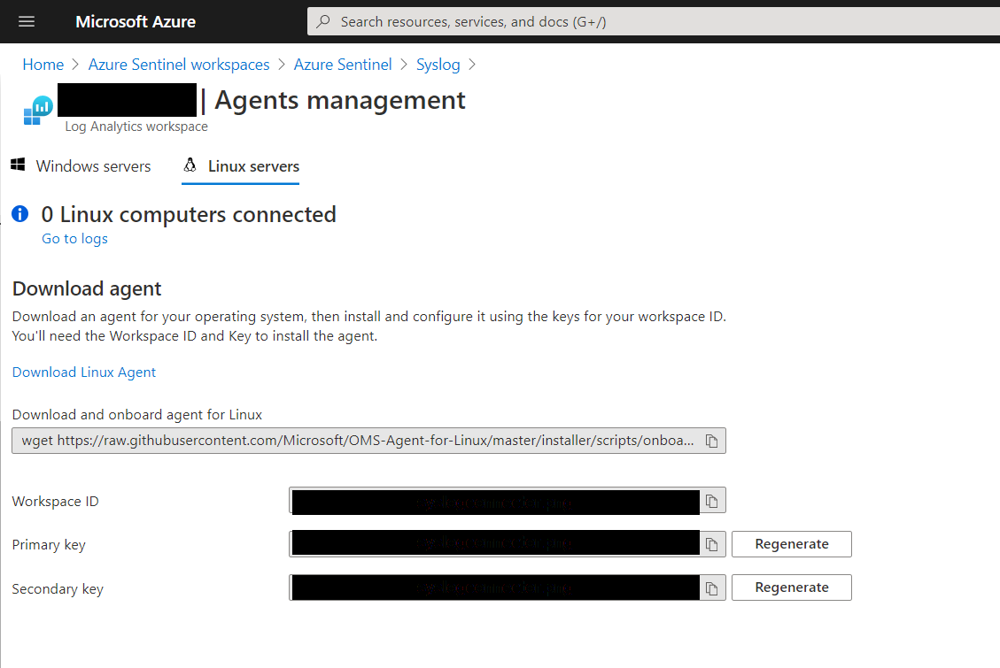 Microsoft Azure
Search resources, services, and docs (G+/)
Home > Azure Sentinel workspaces > Azure Sentinel > Syslog >
| Agents management
Log Analytics workspace
Windows servers
Linux servers
0 Linux computers connected
Go to logs
Download agent
Download an agent for your operating system, then install and configure it using the keys for your workspace ID.
You'll need the Workspace ID and Key to install the agent.
Download Linux Agent
Download and onboard agent for Linux
wget https://raw.githubusercontent.com/Microsoft/OMS-Agent-for-Linux/master/installer/scripts/onboa...
Workspace ID
Primary key
Regenerate
Secondary key
Regenerate